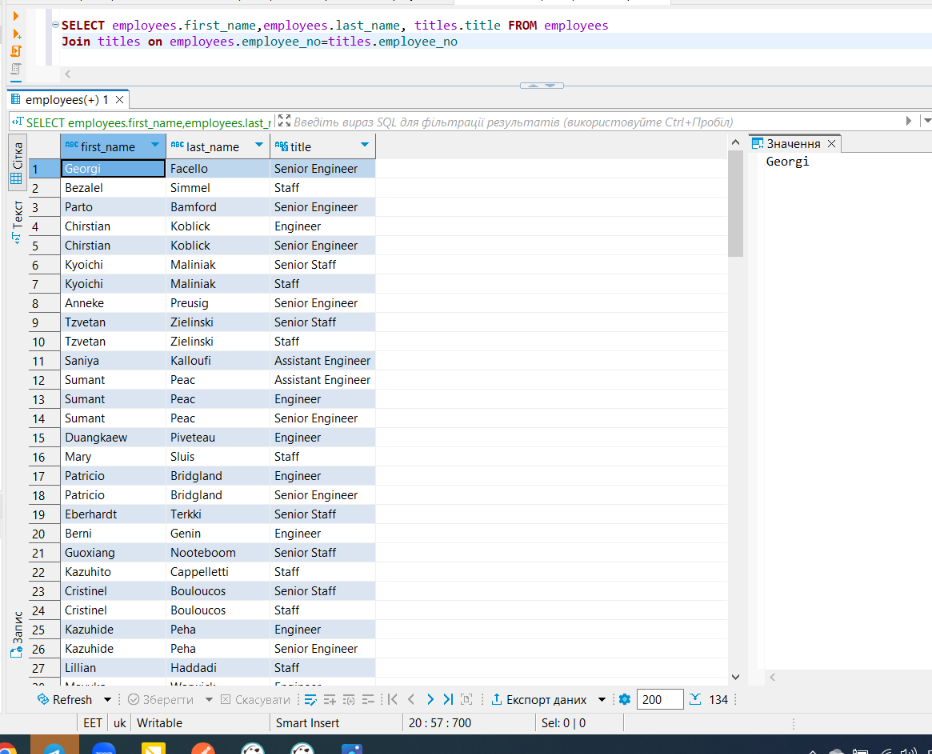 SELECT employees.first_name,employees.last_name, titles.title FROM employees
Join titles on employees.employee_no=titles.employee_no
employees(+) 1
SELECT employees.first_name,employees.last_r Введіть вираз SQL для фільтрації результатів (використовуйте Ctrl+Пробіл)
Сітка
Текст
Запис
first_name last_name title
1 Georgi Facello Senior Engineer
2 Bezalel Simmel Staff
3 Parto Bamford Senior Engineer
4 Chirstian Koblick Engineer
5 Chirstian Koblick Senior Engineer
6 Kyoichi Maliniak Senior Staff
7 Kyoichi Maliniak Staff
8 Anneke Preusig Senior Engineer
9 Tzvetan Zielinski Senior Staff
10 Tzvetan Zielinski Staff
11 Saniya Kalloufi Assistant Engineer
12 Sumant Peac Assistant Engineer
13 Sumant Peac Engineer
14 Sumant Peac Senior Engineer
15 Duangkaew Piveteau Engineer
16 Mary Sluis Staff
17 Patricio Bridgland Engineer
18 Patricio Bridgland Senior Engineer
19 Eberhardt Terkki Senior Staff
20 Berni Genin Engineer
21 Guoxiang Nooteboom Senior Staff
22 Kazuhito Cappelletti Staff
23 Cristinel Bouloucos Senior Staff
24 Cristinel Bouloucos Staff
25 Kazuhide Peha Engineer
26 Kazuhide Peha Senior Engineer
27 Lillian Haddadi Staff
Значення
Georgi
Refresh Зберегти Скасувати Експорт даних 200 134
EET uk Writable Smart Insert 20 : 57 : 700 Sel: 0 | 0